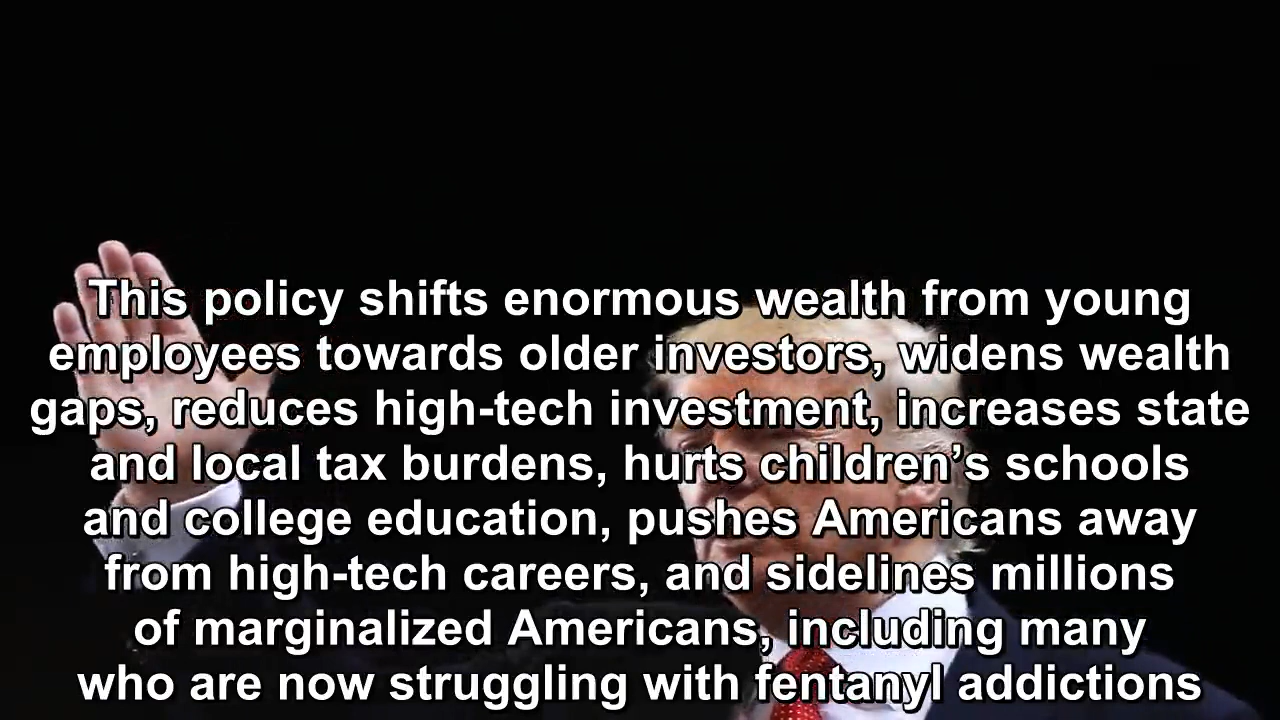 This policy shifts enormous wealth from young
employees towards older investors, widens wealth
gaps, reduces high-tech investment, increases state
and local tax burdens, hurts children’s schools
and college education, pushes Americans away
from high-tech careers, and sidelines millions
of marginalized Americans, including many
who are now struggling with fentanyl addictions